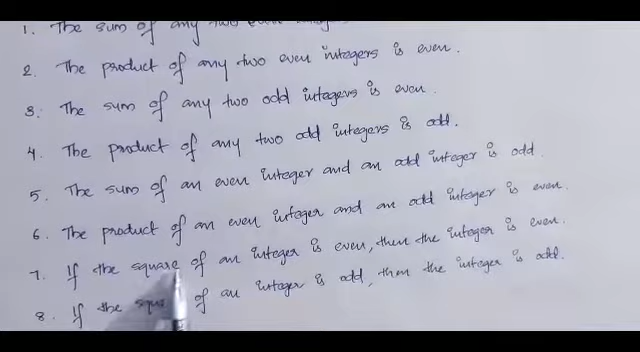 1. The sum of any two even integers
2. The product of any two even integers is even.
3. The sum of any two odd integers is even.
4. The product of any two odd integers is odd.
5. The sum of an even integer and an odd integer is odd.
6. The product of an even integer and an odd integer is even.
7. If the square of an integer is even, then the integer is even.
8. If the squ of an integer is odd, then the integer is odd.